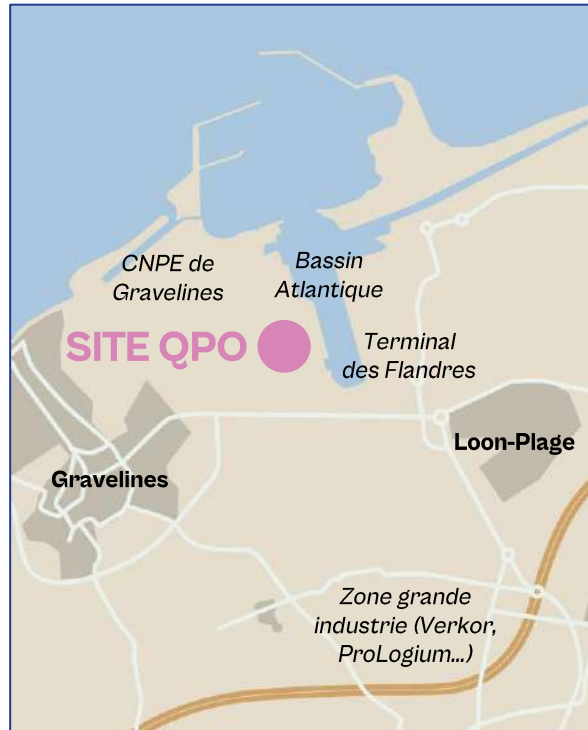 CNPE de
Gravelines
Bassin
Atlantique
SITE QPO
Terminal
des Flandres
Loon-Plage
Gravelines
Zone grande
industrie (Verkor,
ProLogium...)